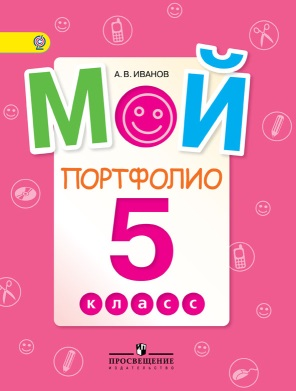 А. В. ИВАНОВ
МОЙ
ПОРТФОЛИО
5
класс
ПРОСВЕЩЕНИЕ
ИЗДАТЕЛЬСТВО